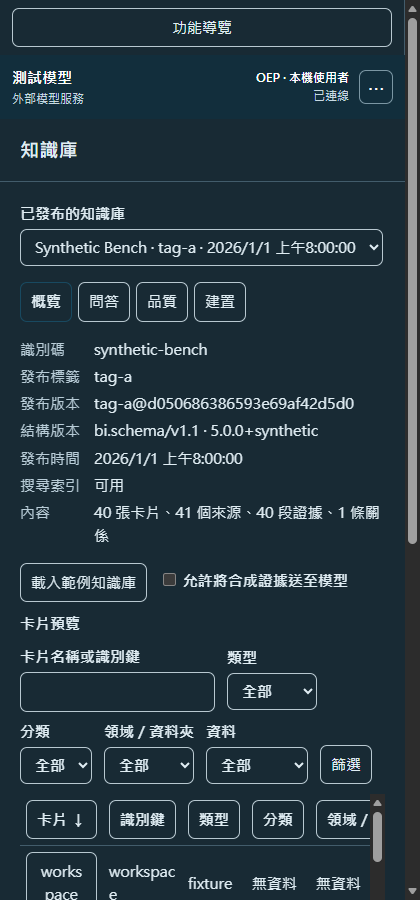 功能導覽
測試模型
OEP · 本機使用者
外部模型服務
已連線
...
知識庫
已發布的知識庫
Synthetic Bench · tag-a · 2026/1/1 上午8:00:00
概覽 問答 品質 建置
識別碼 synthetic-bench
發布標籤 tag-a
發布版本 tag-a@d050686386593e69af42d5d0
結構版本 bi.schema/v1.1 · 5.0.0+synthetic
發布時間 2026/1/1 上午8:00:00
搜尋索引 可用
內容 40 張卡片、41 個來源、40 段證據、1 條關
係
載入範例知識庫 允許將合成證據送至模型
卡片預覽
卡片名稱或識別鍵 類型
全部
分類 領域 / 資料夾 資料
全部 全部 全部 篩選
卡片 ↓ 識別鍵 類型 分類 領域 /
works workspac
pace e fixture 無資料 無資料